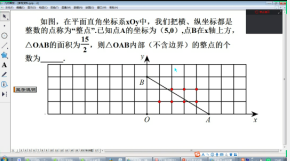 如图，在平面直角坐标系xOy中，我们把横、纵坐标都是
整数的点称为“整点”.已知点A的坐标为（5,0），点B在x轴上方，
△OAB的面积为15/2，则△OAB内部（不含边界）的整点的个
数为______.
y
B
O
A
x